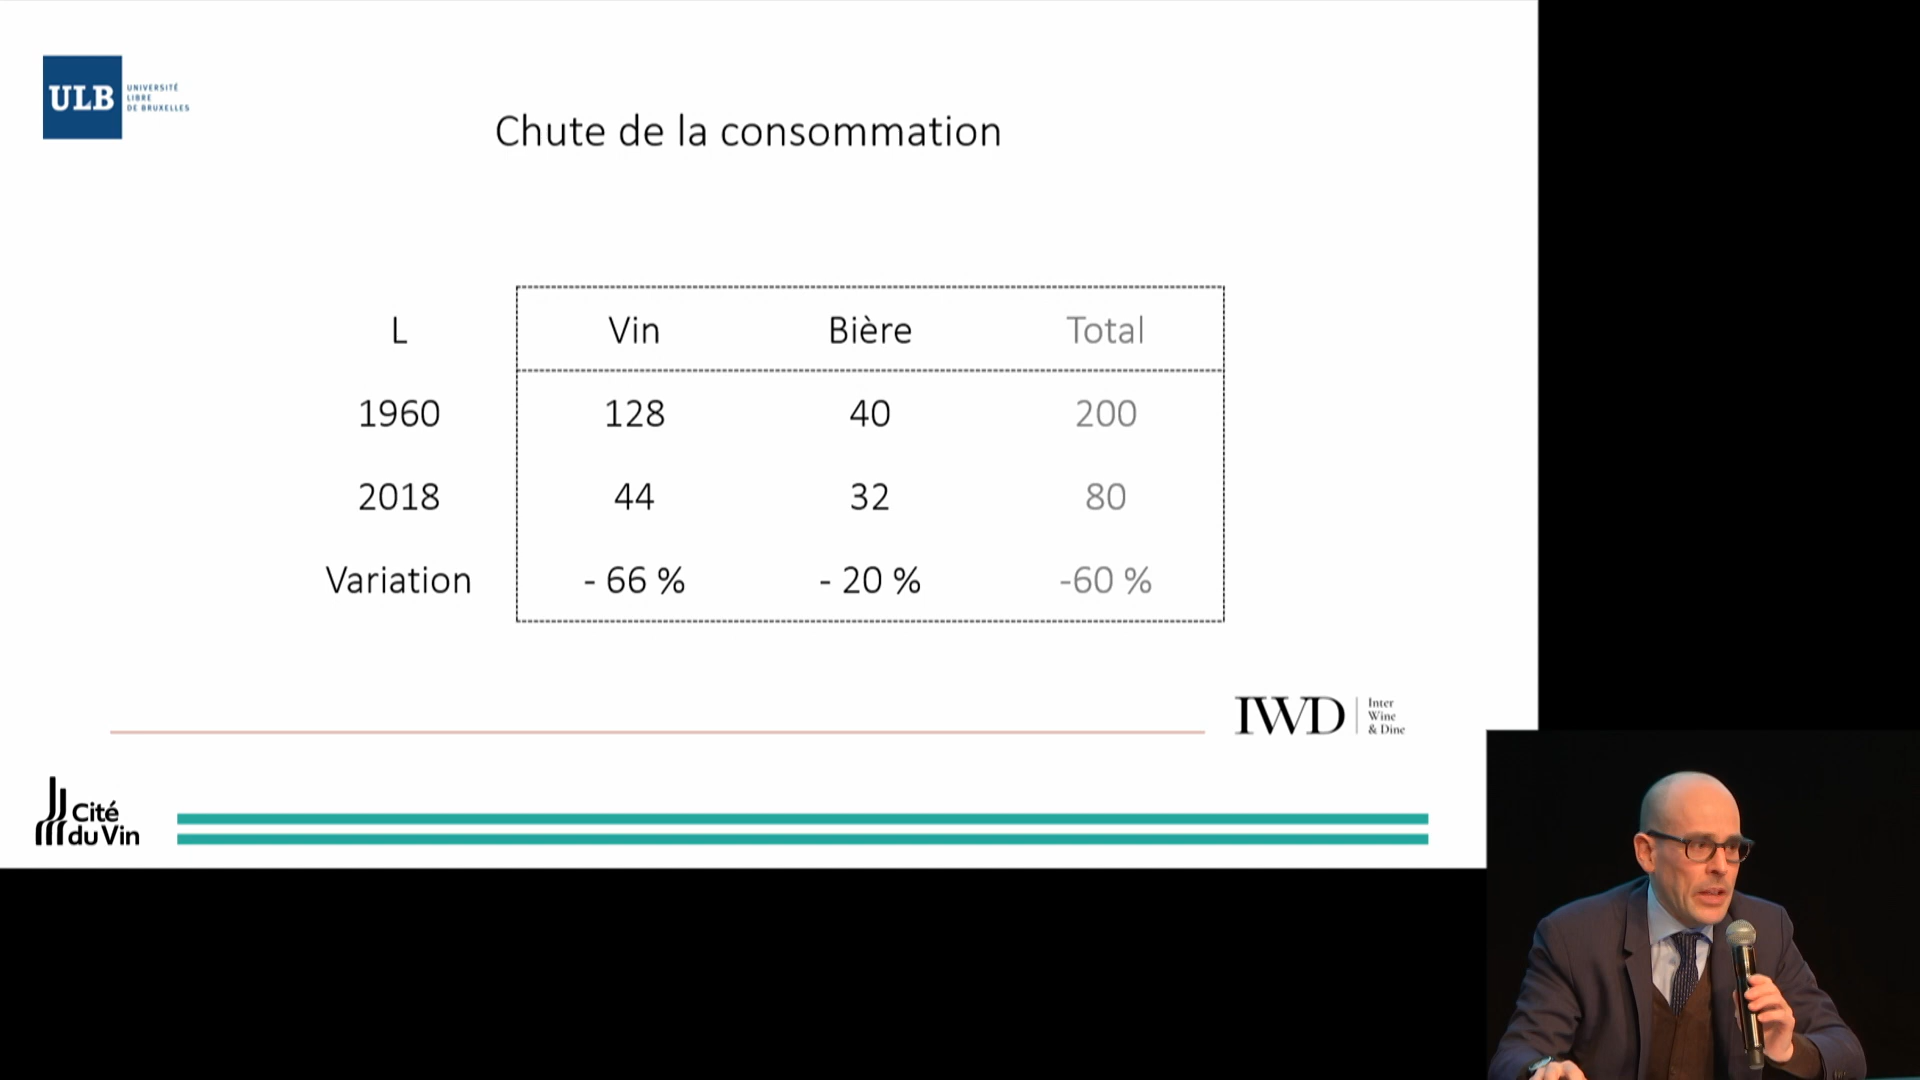 ULB
UNIVERSITÉ
LIBRE
DE BRUXELLES
Chute de la consommation
L Vin Bière Total
1960 128 40 200
2018 44 32 80
Variation - 66 % - 20 % -60 %
IWD
Inter
Wine
& Dine
Cité
du Vin